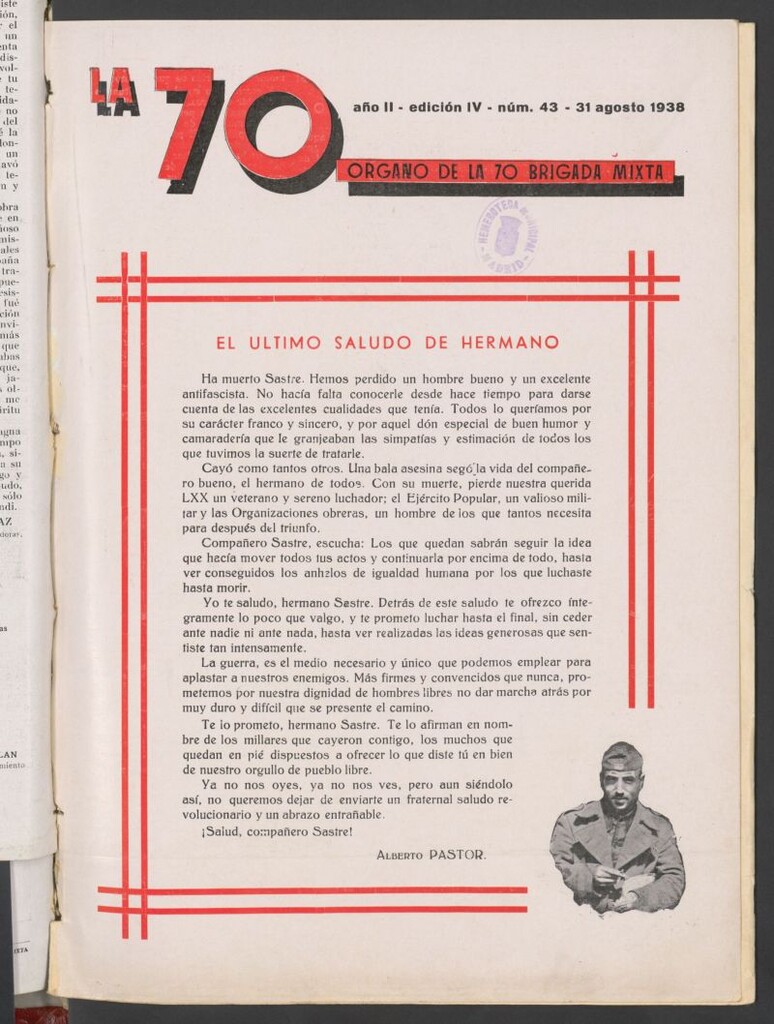 LA 70
año II - edición IV - núm. 43 - 31 agosto 1938
ORGANO DE LA 70 BRIGADA MIXTA
HEMEROTECA MUNICIPAL
MADRID
EL ULTIMO SALUDO DE HERMANO
Ha muerto Sastre. Hemos perdido un hombre bueno y un excelente
antifascista. No hacía falta conocerle desde hace tiempo para darse
cuenta de las excelentes cualidades que tenía. Todos lo queríamos por
su carácter franco y sincero, y por aquel dón especial de buen humor y
camaradería que le granjeaban las simpatías y estimación de todos los
que tuvimos la suerte de tratarle.
Cayó como tantos otros. Una bala asesina segó la vida del compañe-
ro bueno, el hermano de todos. Con su muerte, pierde nuestra querida
LXX un veterano y sereno luchador; el Ejército Popular, un valioso mili-
tar y las Organizaciones obreras, un hombre de los que tantos necesita
para después del triunfo.
Compañero Sastre, escucha: Los que quedan sabrán seguir la idea
que hacía mover todos tus actos y continuarla por encima de todo, hasta
ver conseguidos los anhelos de igualdad humana por los que luchaste
hasta morir.
Yo te saludo, hermano Sastre. Detrás de este saludo te ofrezco ínte-
gramente lo poco que valgo, y te prometo luchar hasta el final, sin ceder
ante nadie ni ante nada, hasta ver realizadas las ideas generosas que sen-
tiste tan intensamente.
La guerra, es el medio necesario y único que podemos emplear para
aplastar a nuestros enemigos. Más firmes y convencidos que nunca, pro-
metemos por nuestra dignidad de hombres libres no dar marcha atrás por
muy duro y difícil que se presente el camino.
Te lo prometo, hermano Sastre. Te lo afirman en nom-
bre de los millares que cayeron contigo, los muchos que
quedan en pié dispuestos a ofrecer lo que diste tú en bien
de nuestro orgullo de pueblo libre.
Ya no nos oyes, ya no nos ves, pero aun siéndolo
así, no queremos dejar de enviarte un fraternal saludo re-
volucionario y un abrazo entrañable.
¡Salud, compañero Sastre!
ALBERTO PASTOR.